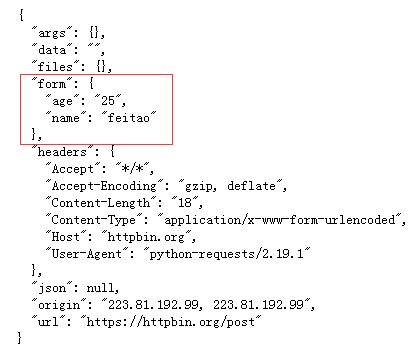 {
  "args": {},
  "data": "",
  "files": {},
  "form": {
    "age": "25",
    "name": "feitao"
  },
  "headers": {
    "Accept": "*/*",
    "Accept-Encoding": "gzip, deflate",
    "Content-Length": "18",
    "Content-Type": "application/x-www-form-urlencoded",
    "Host": "httpbin.org",
    "User-Agent": "python-requests/2.19.1"
  },
  "json": null,
  "origin": "223.81.192.99, 223.81.192.99",
  "url": "https://httpbin.org/post"
}